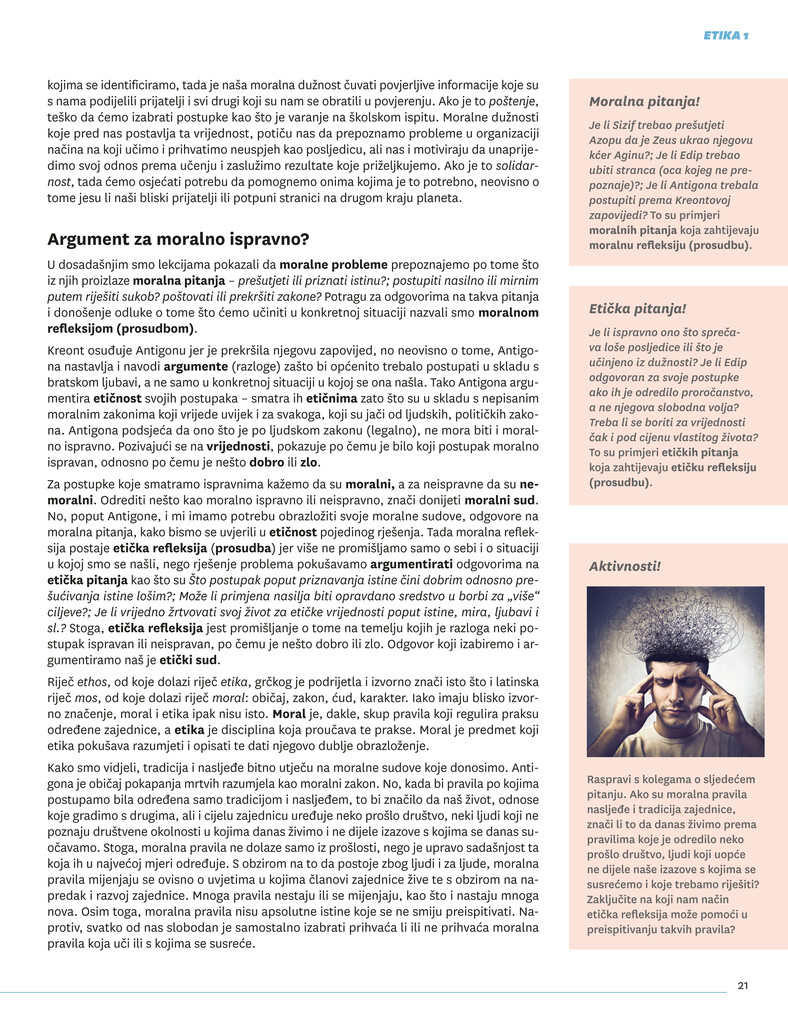 ETIKA 1
kojima se identificiramo, tada je naša moralna dužnost čuvati povjerljive informacije koje su
s nama podijelili prijatelji i svi drugi koji su nam se obratili u povjerenju. Ako je to poštenje,
teško da ćemo izabrati postupke kao što je varanje na školskom ispitu. Moralne dužnosti
koje pred nas postavlja ta vrijednost, potiču nas da prepoznamo probleme u organizaciji
načina na koji učimo i prihvatimo neuspjeh kao posljedicu, ali nas i motiviraju da unaprije-
dimo svoj odnos prema učenju i zaslužimo rezultate koje priželjkujemo. Ako je to solidar-
nost, tada ćemo osjećati potrebu da pomognemo onima kojima je to potrebno, neovisno o
tome jesu li naši bliski prijatelji ili potpuni stranici na drugom kraju planeta.
Argument za moralno ispravno?
U dosadašnjim smo lekcijama pokazali da moralne probleme prepoznajemo po tome što
iz njih proizlaze moralna pitanja – prešutjeti ili priznati istinu?; postupiti nasilno ili mirnim
putem riješiti sukob? poštovati ili prekršiti zakone? Potragu za odgovorima na takva pitanja
i donošenje odluke o tome što ćemo učiniti u konkretnoj situaciji nazvali smo moralnom
refleksijom (prosudbom).
Kreont osuđuje Antigonu jer je prekršila njegovu zapovijed, no neovisno o tome, Antigo-
na nastavlja i navodi argumente (razloge) zašto bi općenito trebalo postupati u skladu s
bratskom ljubavi, a ne samo u konkretnoj situaciji u kojoj se ona našla. Tako Antigona argu-
mentira etičnost svojih postupaka – smatra ih etičnima zato što su u skladu s nepisanim
moralnim zakonima koji vrijede uvijek i za svakoga, koji su jači od ljudskih, političkih zako-
na. Antigona podsjeća da ono što je po ljudskom zakonu (legalno), ne mora biti i moral-
no ispravno. Pozivajući se na vrijednosti, pokazuje po čemu je bilo koji postupak moralno
ispravan, odnosno po čemu je nešto dobro ili zlo.
Za postupke koje smatramo ispravnima kažemo da su moralni, a za neispravne da su ne-
moralni. Odrediti nešto kao moralno ispravno ili neispravno, znači donijeti moralni sud.
No, poput Antigone, i mi imamo potrebu obrazložiti svoje moralne sudove, odgovore na
moralna pitanja, kako bismo se uvjerili u etičnost pojedinog rješenja. Tada moralna reflek-
sija postaje etička refleksija (prosudba) jer više ne promišljamo samo o sebi i o situaciji
u kojoj smo se našli, nego rješenje problema pokušavamo argumentirati odgovorima na
etička pitanja kao što su Što postupak poput priznavanja istine čini dobrim odnosno pre-
šućivanja istine lošim?; Može li primjena nasilja biti opravdano sredstvo u borbi za „više“
ciljeve?; Je li vrijedno žrtvovati svoj život za etičke vrijednosti poput istine, mira, ljubavi i
sl.? Stoga, etička refleksija jest promišljanje o tome na temelju kojih je razloga neki po-
stupak ispravan ili neispravan, po čemu je nešto dobro ili zlo. Odgovor koji izabiremo i ar-
gumentiramo naš je etički sud.
Riječ ethos, od koje dolazi riječ etika, grčkog je podrijetla i izvorno znači isto što i latinska
riječ mos, od koje dolazi riječ moral: običaj, zakon, ćud, karakter. Iako imaju blisko izvor-
no značenje, moral i etika ipak nisu isto. Moral je, dakle, skup pravila koji regulira praksu
određene zajednice, a etika je disciplina koja proučava te prakse. Moral je predmet koji
etika pokušava razumjeti i opisati te dati njegovo dublje obrazloženje.
Kako smo vidjeli, tradicija i nasljeđe bitno utječu na moralne sudove koje donosimo. Anti-
gona je običaj pokapanja mrtvih razumjela kao moralni zakon. No, kada bi pravila po kojima
postupamo bila određena samo tradicijom i nasljeđem, to bi značilo da naš život, odnose
koje gradimo s drugima, ali i cijelu zajednicu uređuje neko prošlo društvo, neki ljudi koji ne
poznaju društvene okolnosti u kojima danas živimo i ne dijele izazove s kojima se danas su-
očavamo. Stoga, moralna pravila ne dolaze samo iz prošlosti, nego je upravo sadašnjost ta
koja ih u najvećoj mjeri određuje. S obzirom na to da postoje zbog ljudi i za ljude, moralna
pravila mijenjaju se ovisno o uvjetima u kojima članovi zajednice žive te s obzirom na na-
predak i razvoj zajednice. Mnoga pravila nestaju ili se mijenjaju, kao što i nastaju mnoga
nova. Osim toga, moralna pravila nisu apsolutne istine koje se ne smiju preispitivati. Na-
protiv, svatko od nas slobodan je samostalno izabrati prihvaća li ili ne prihvaća moralna
pravila koja uči ili s kojima se susreće.
Moralna pitanja!
Je li Sizif trebao prešutjeti
Azopu da je Zeus ukrao njegovu
kćer Aginu?; Je li Edip trebao
ubiti stranca (oca kojeg ne pre-
poznaje)?; Je li Antigona trebala
postupiti prema Kreontovoj
zapovijedi? To su primjeri
moralnih pitanja koja zahtijevaju
moralnu refleksiju (prosudbu).
Etička pitanja!
Je li ispravno ono što spreča-
va loše posljedice ili što je
učinjeno iz dužnosti? Je li Edip
odgovoran za svoje postupke
ako ih je odredilo proročanstvo,
a ne njegova slobodna volja?
Treba li se boriti za vrijednosti
čak i pod cijenu vlastitog života?
To su primjeri etičkih pitanja
koja zahtijevaju etičku refleksiju
(prosudbu).
Aktivnosti!
Raspravi s kolegama o sljedećem
pitanju. Ako su moralna pravila
nasljeđe i tradicija zajednice,
znači li to da danas živimo prema
pravilima koje je odredilo neko
prošlo društvo, ljudi koji uopće
ne dijele naše izazove s kojima se
susrećemo i koje trebamo riješiti?
Zaključite na koji nam način
etička refleksija može pomoći u
preispitivanju takvih pravila?
21